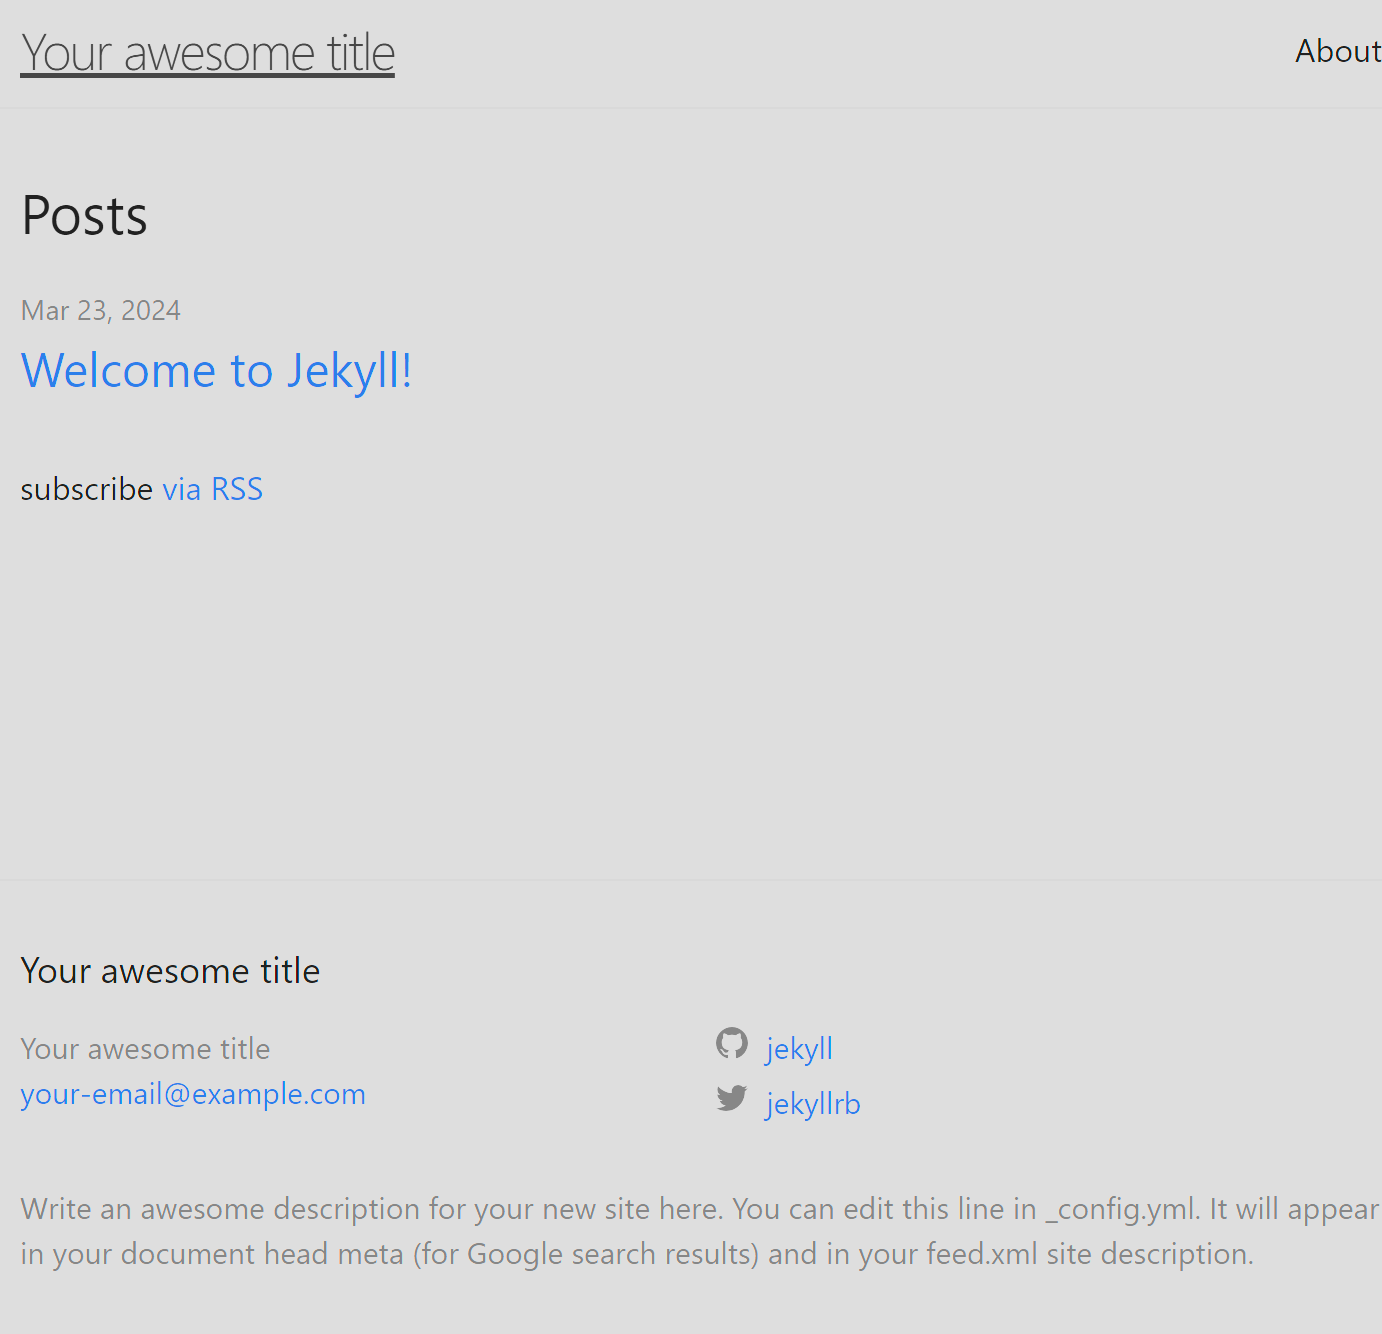 Your awesome title
About
Posts
Mar 23, 2024
Welcome to Jekyll!
subscribe via RSS
Your awesome title
Your awesome title
your-email@example.com
jekyll
jekyllrb
Write an awesome description for your new site here. You can edit this line in _config.yml. It will appear
in your document head meta (for Google search results) and in your feed.xml site description.